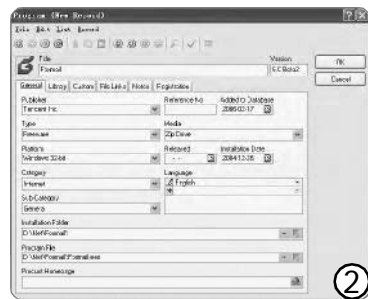 Program (New Record)
File Edit List Record
Title
Version
Foxmail
6.0 Beta2
OK
Cancel
General Library Custom File Links Notes Registration
Publisher
Reference No
Added to Database
Tencent Inc.
2006-02-17
Type
Media
Freeware
Zip Drive
Platform
Released
Installation Date
Windows 32-bit
- -
2004-12-26
Category
Language
Internet
English
Sub-Category
General
Installation Folder
D:\Net\Foxmail\
Program File
D:\Net\Foxmail\Foxmail.exe
Product Homepage
②